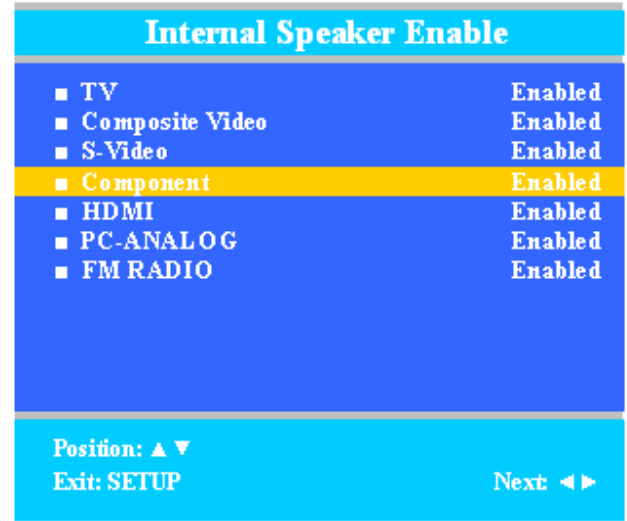 Internal Speaker Enable
■ TV Enabled
■ Composite Video Enabled
■ S-Video Enabled
■ Component Enabled
■ HDMI Enabled
■ PC-ANALOG Enabled
■ FM RADIO Enabled
Position: ▲▼
Exit: SETUP Next: ◄►